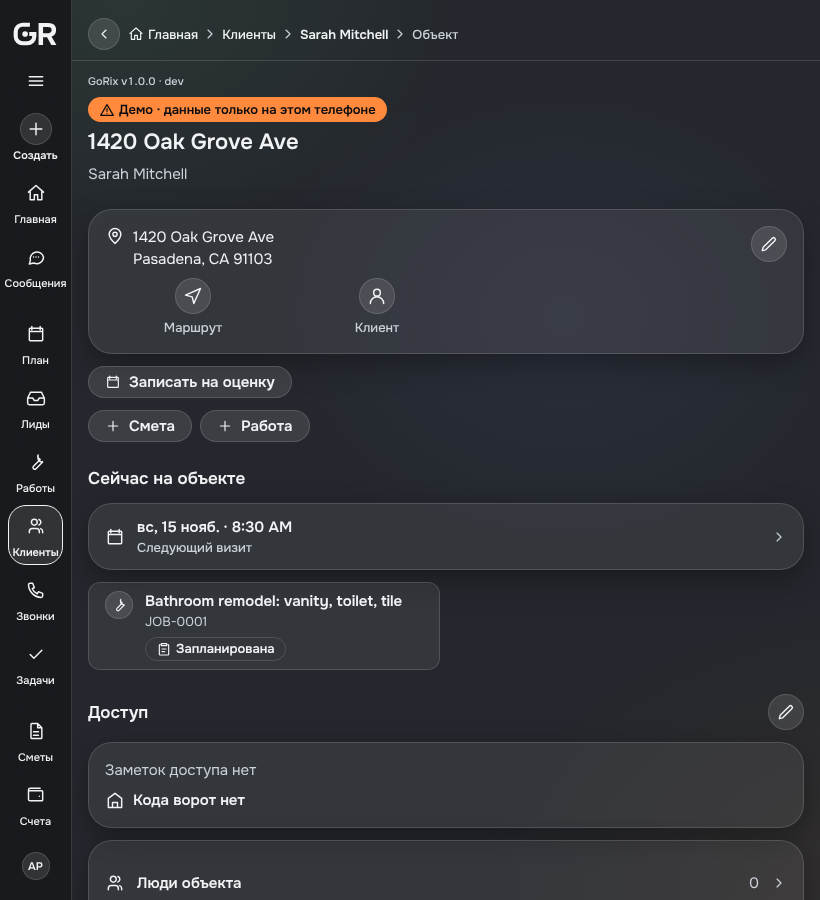 GR
Главная
Клиенты
Sarah Mitchell
Объект
GoRix v1.0.0 · dev
Демо · данные только на этом телефоне
1420 Oak Grove Ave
Sarah Mitchell
1420 Oak Grove Ave
Pasadena, CA 91103
Маршрут
Клиент
Записать на оценку
Смета
Работа
Сейчас на объекте
вс, 15 нояб. · 8:30 AM
Следующий визит
Bathroom remodel: vanity, toilet, tile
JOB-0001
Запланирована
Доступ
Заметок доступа нет
Кода ворот нет
Люди объекта
0
Создать
Главная
Сообщения
План
Лиды
Работы
Клиенты
Звонки
Задачи
Сметы
Счета
AP